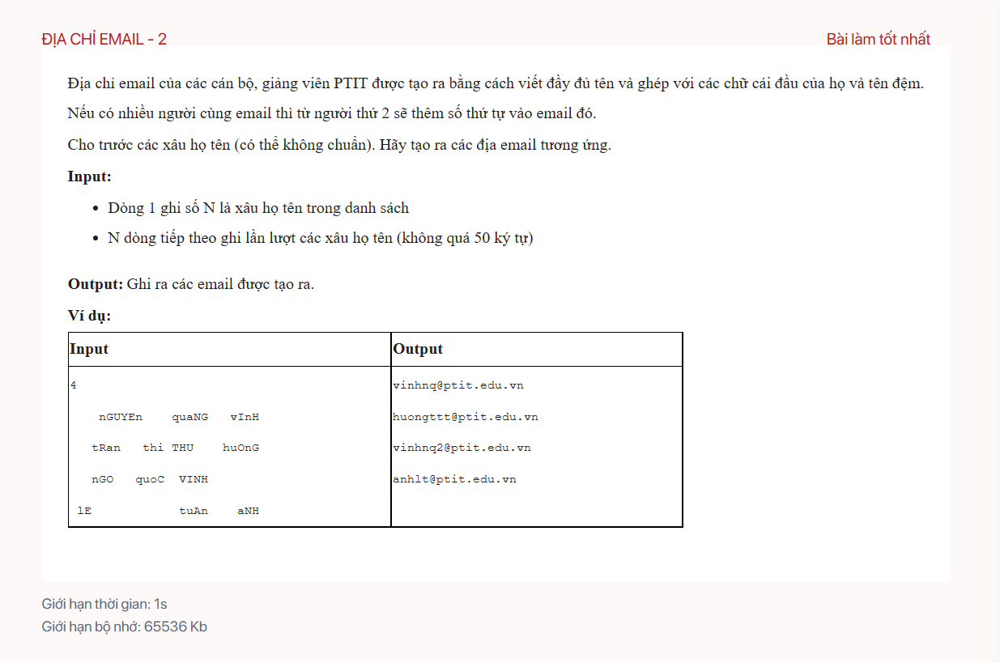 ĐỊA CHỈ EMAIL - 2
Bài làm tốt nhất
Địa chỉ email của các cán bộ, giảng viên PTIT được tạo ra bằng cách viết đầy đủ tên và ghép với các chữ cái đầu của họ và tên đệm.
Nếu có nhiều người cùng email thì từ người thứ 2 sẽ thêm số thứ tự vào email đó.
Cho trước các xâu họ tên (có thể không chuẩn). Hãy tạo ra các địa email tương ứng.
Input:
• Dòng 1 ghi số N là xâu họ tên trong danh sách
• N dòng tiếp theo ghi lần lượt các xâu họ tên (không quá 50 ký tự)
Output: Ghi ra các email được tạo ra.
Ví dụ:
Input Output
4 vinhnq@ptit.edu.vn
nGUYEn quaNG vInH huongttt@ptit.edu.vn
tRan thi THU huOnG vinhnq2@ptit.edu.vn
nGO quoC VINH anhlt@ptit.edu.vn
lE tuAn aNH
Giới hạn thời gian: 1s
Giới hạn bộ nhớ: 65536 Kb